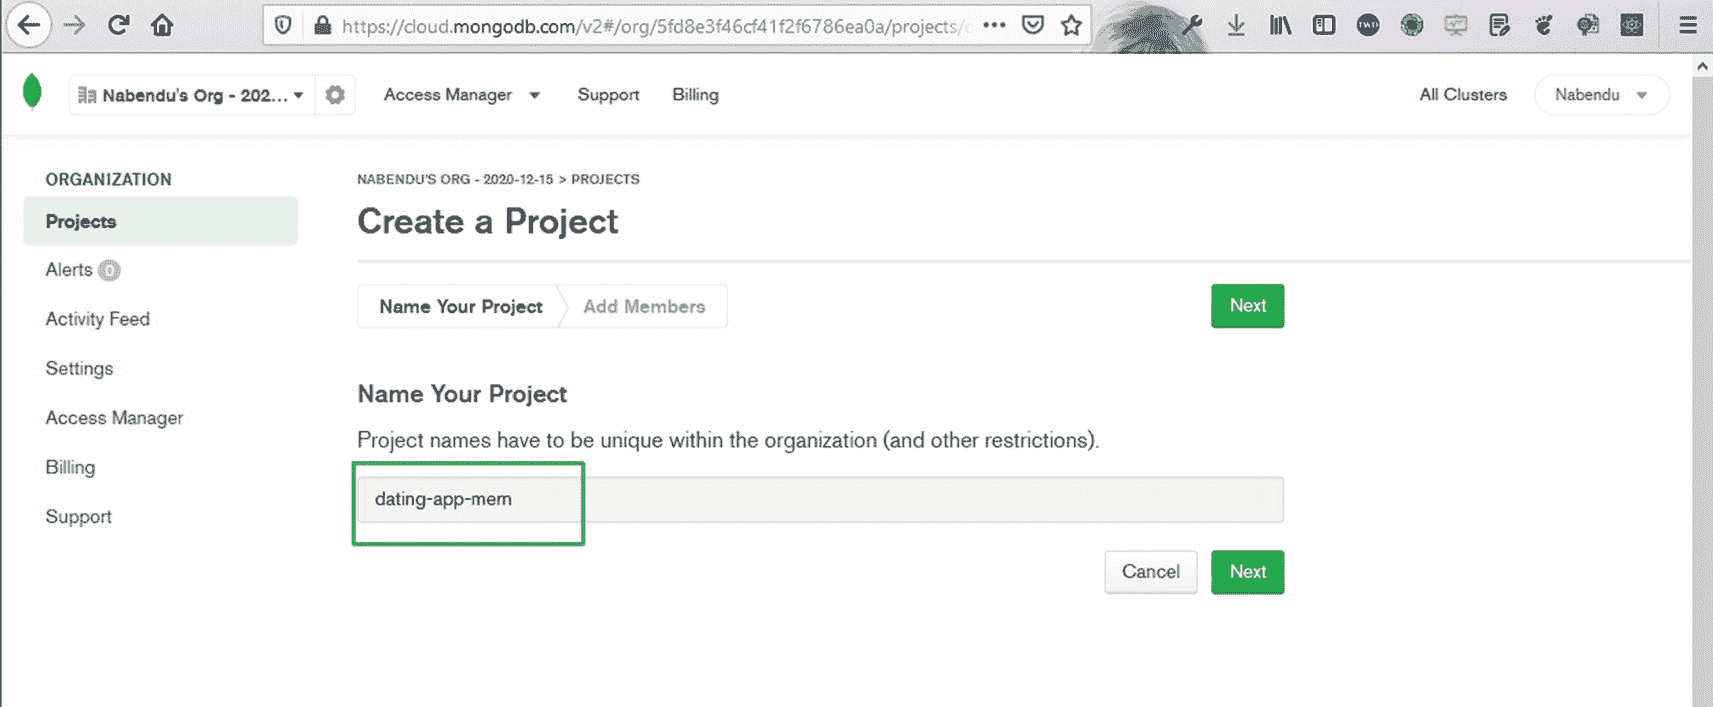 https://cloud.mongodb.com/v2#/org/5fd8e3f46cf41f2f6786ea0a/projects/
Nabendu's Org - 202...
Access Manager
Support
Billing
All Clusters
Nabendu
ORGANIZATION
Projects
Alerts 0
Activity Feed
Settings
Access Manager
Billing
Support
NABENDU'S ORG - 2020-12-15 > PROJECTS
Create a Project
Name Your Project
Add Members
Next
Name Your Project
Project names have to be unique within the organization (and other restrictions).
dating-app-mern
Cancel
Next